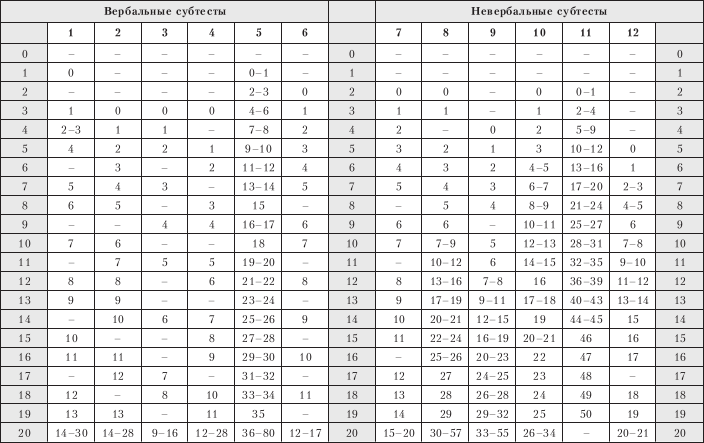 Вербальные субтесты Невербальные субтесты
1 2 3 4 5 6 7 8 9 10 11 12
0 – – – – – – 0 – – – – – – 0
1 0 – – – 0–1 – 1 – – – – – – 1
2 – – – – 2–3 0 2 0 0 – 0 0–1 – 2
3 1 0 0 0 4–6 1 3 1 1 – 1 2–4 – 3
4 2–3 1 1 – 7–8 2 4 2 – 0 2 5–9 – 4
5 4 2 2 1 9–10 3 5 3 2 1 3 10–12 0 5
6 – 3 – 2 11–12 4 6 4 3 2 4–5 13–16 1 6
7 5 4 3 – 13–14 5 7 5 4 3 6–7 17–20 2–3 7
8 6 5 – 3 15 – 8 – 5 4 8–9 21–24 4–5 8
9 – – 4 4 16–17 6 9 6 6 – 10–11 25–27 6 9
10 7 6 – – 18 7 10 7 7–9 5 12–13 28–31 7–8 10
11 – 7 5 5 19–20 – 11 – 10–12 6 14–15 32–35 9–10 11
12 8 8 – 6 21–22 8 12 8 13–16 7–8 16 36–39 11–12 12
13 9 9 – – 23–24 – 13 9 17–19 9–11 17–18 40–43 13–14 13
14 – 10 6 7 25–26 9 14 10 20–21 12–15 19 44–45 15 14
15 10 – – 8 27–28 – 15 11 22–24 16–19 20–21 46 16 15
16 11 11 – 9 29–30 10 16 – 25–26 20–23 22 47 17 16
17 – 12 7 – 31–32 – 17 12 27 24–25 23 48 – 17
18 12 – 8 10 33–34 11 18 13 28 26–28 24 49 18 18
19 13 13 – 11 35 – 19 14 29 29–32 25 50 19 19
20 14–30 14–28 9–16 12–28 36–80 12–17 20 15–20 30–57 33–55 26–34 – 20–21 20